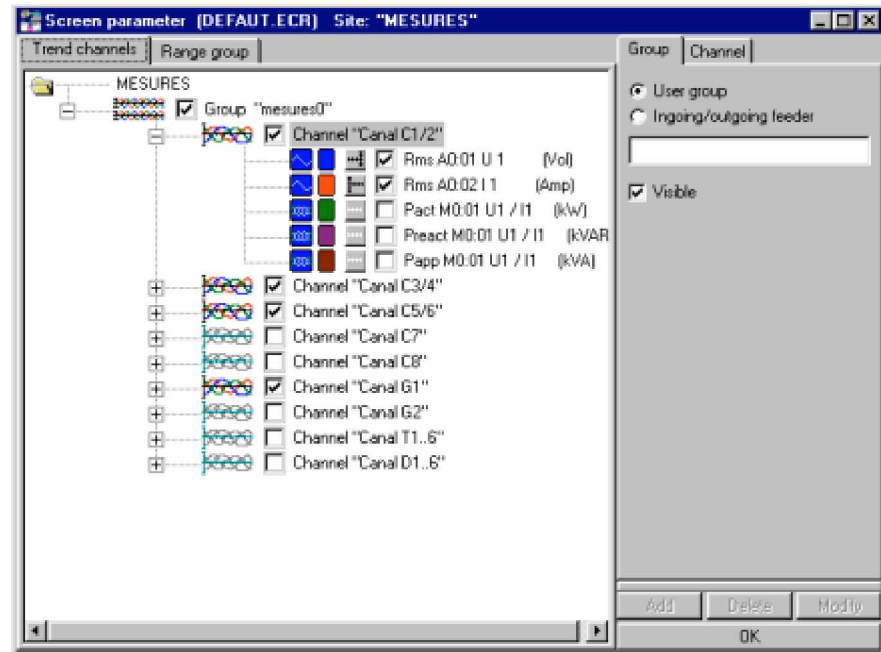 Screen parameter (DEFAUT.ECR) Site: "MESURES"
Trend channels
Range group
Group
Channel
MESURES
Group "mesures0"
Channel "Canal C1/2"
Rms A0:01 U 1 (Vol)
Rms A0:02 I 1 (Amp)
Pact M0:01 U1 / I1 (kW)
Preact M0:01 U1 / I1 (kVAR
Papp M0:01 U1 / I1 (kVA)
Channel "Canal C3/4"
Channel "Canal C5/6"
Channel "Canal C7"
Channel "Canal C8"
Channel "Canal G1"
Channel "Canal G2"
Channel "Canal T1..6"
Channel "Canal D1..6"
User group
Ingoing/outgoing feeder
Visible
Add
Delete
Modify
OK